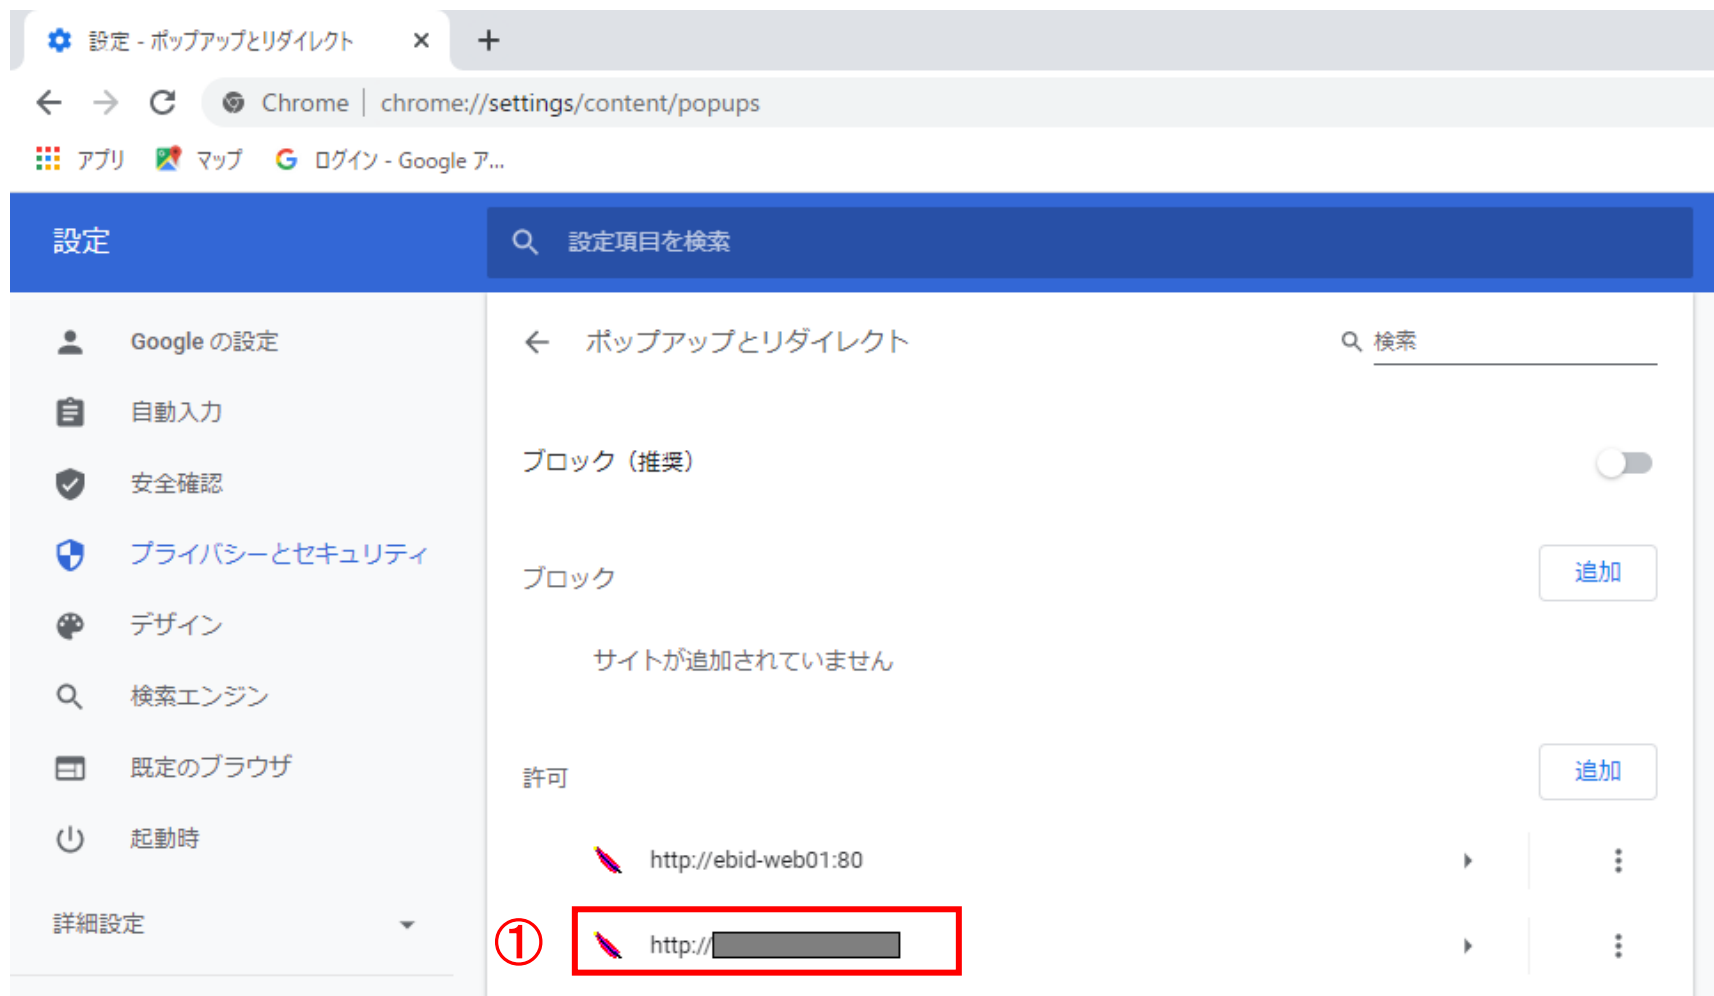 設定 - ポップアップとリダイレクト
Chrome | chrome://settings/content/popups
アプリ マップ ログイン - Google ア...
設定
設定項目を検索
Google の設定
自動入力
安全確認
プライバシーとセキュリティ
デザイン
検索エンジン
既定のブラウザ
起動時
詳細設定
ポップアップとリダイレクト
検索
ブロック（推奨）
ブロック
追加
サイトが追加されていません
許可
追加
http://ebid-web01:80
① http://